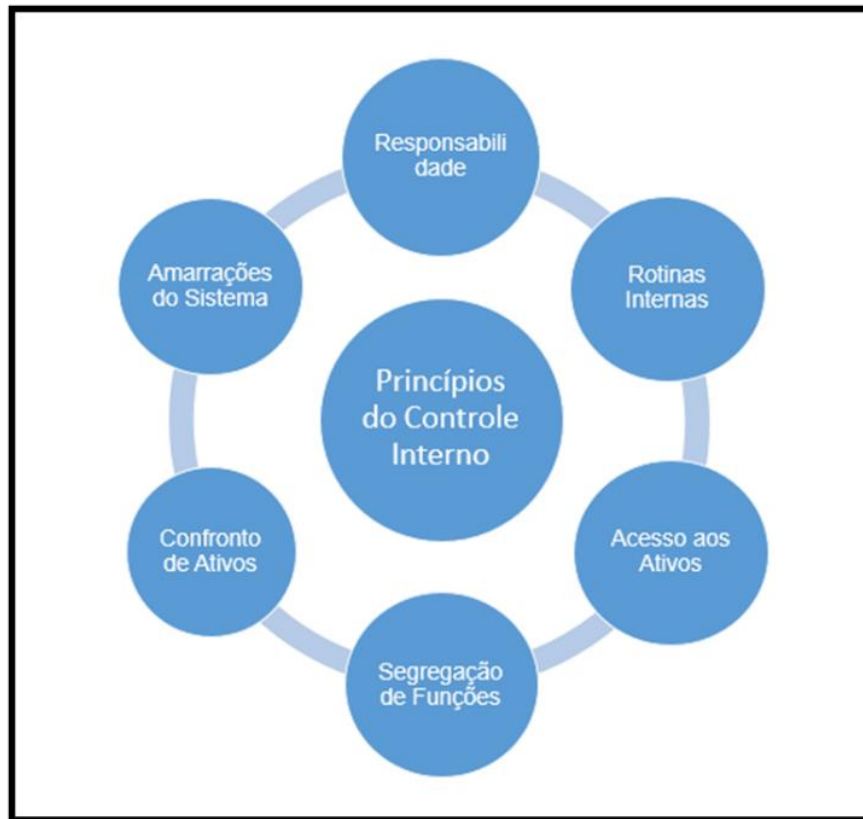 Responsabili
dade
Rotinas
Internas
Acesso aos
Ativos
Segregação
de Funções
Confronto
de Ativos
Amarrações
do Sistema
Princípios
do Controle
Interno